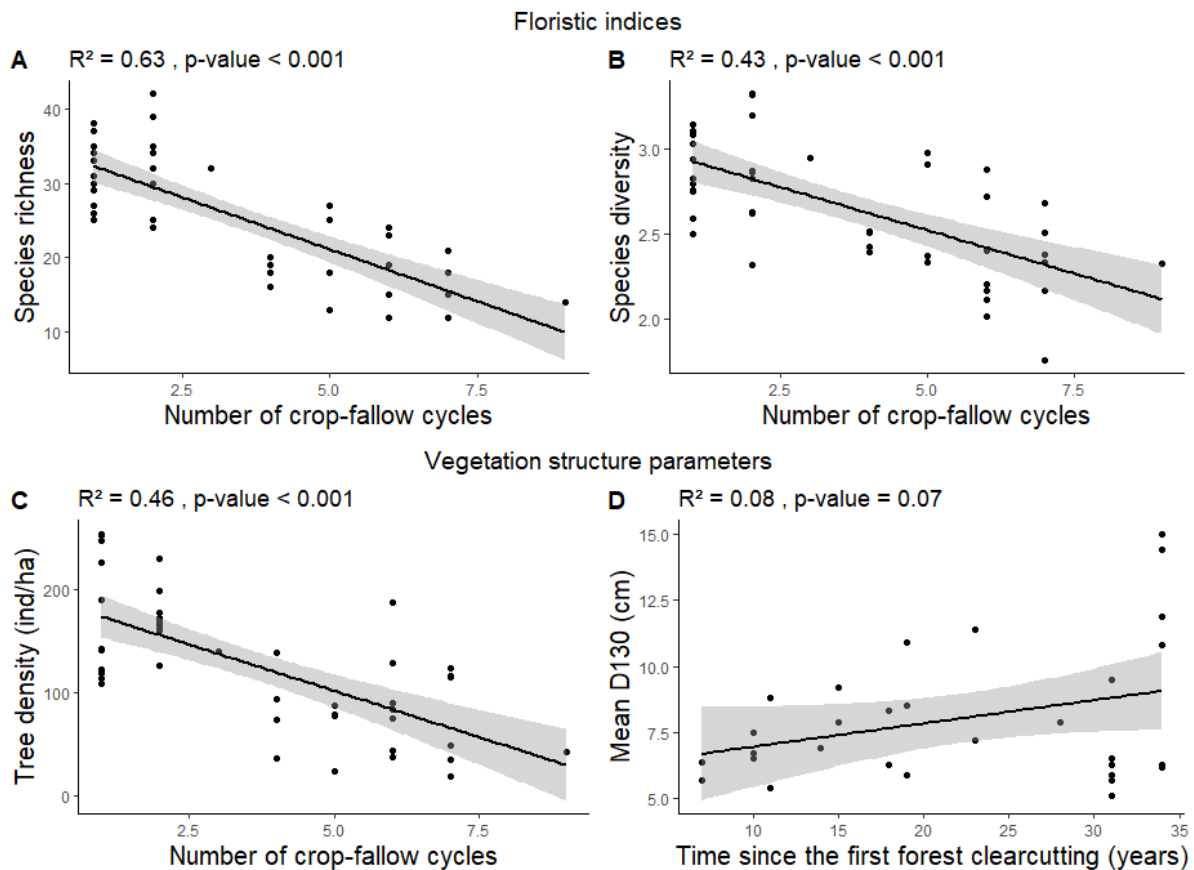 Floristic indices
A
R² = 0.63 , p-value < 0.001
40
30
20
10
Species richness
2.5 5.0 7.5
Number of crop-fallow cycles
B
R² = 0.43 , p-value < 0.001
3.0
2.5
2.0
Species diversity
2.5 5.0 7.5
Number of crop-fallow cycles
Vegetation structure parameters
C
R² = 0.46 , p-value < 0.001
200
100
0
Tree density (ind/ha)
2.5 5.0 7.5
Number of crop-fallow cycles
D
R² = 0.08 , p-value = 0.07
15.0
12.5
10.0
7.5
5.0
Mean D130 (cm)
10 15 20 25 30 35
Time since the first forest clearcutting (years)